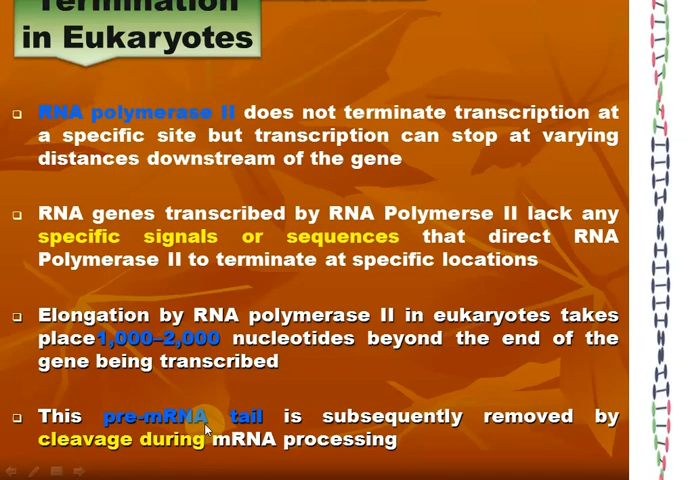 Termination
in Eukaryotes
RNA polymerase II does not terminate transcription at
a specific site but transcription can stop at varying
distances downstream of the gene
RNA genes transcribed by RNA Polymerse II lack any
specific signals or sequences that direct RNA
Polymerase II to terminate at specific locations
Elongation by RNA polymerase II in eukaryotes takes
place1,000–2,000 nucleotides beyond the end of the
gene being transcribed
This pre-mRNA tail is subsequently removed by
cleavage during mRNA processing